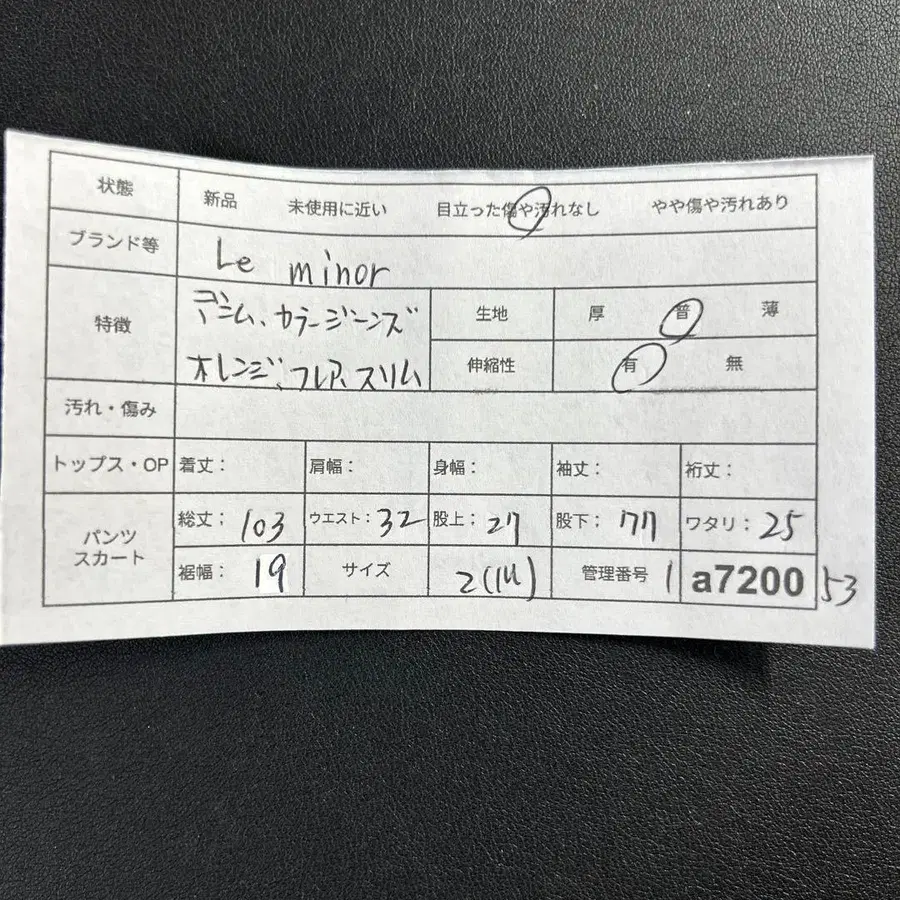 状態 新品 未使用に近い 目立った傷や汚れなし やや傷や汚れあり
ブランド等 Le minor
特徴 デニム、カラージーンズ 生地 厚 普 薄
オレンジ、フレア、スリム 伸縮性 有 無
汚れ・傷み
トップス・OP 着丈: 肩幅: 身幅: 袖丈: 裄丈:
パンツ スカート 総丈: 103 ウエスト: 32 股上: 27 股下: 77 ワタリ: 25
裾幅: 19 サイズ 2(M) 管理番号 1 a7200 53